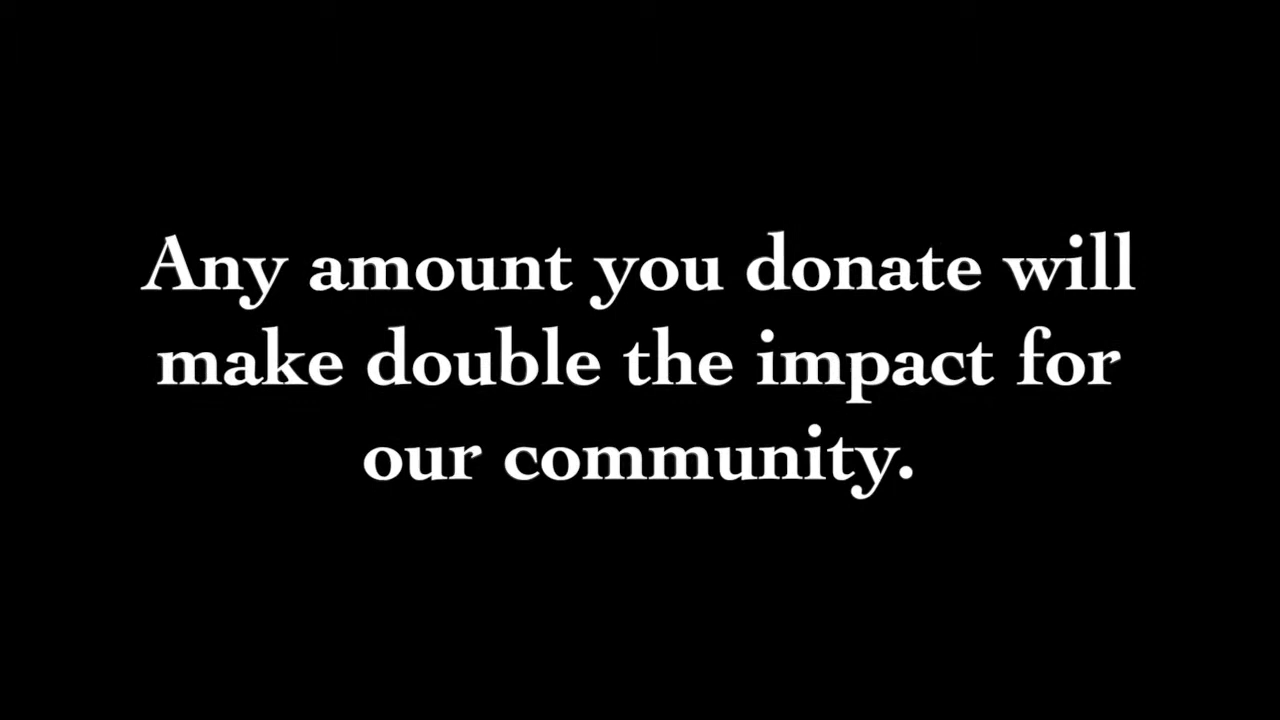 Any amount you donate will
make double the impact for
our community.